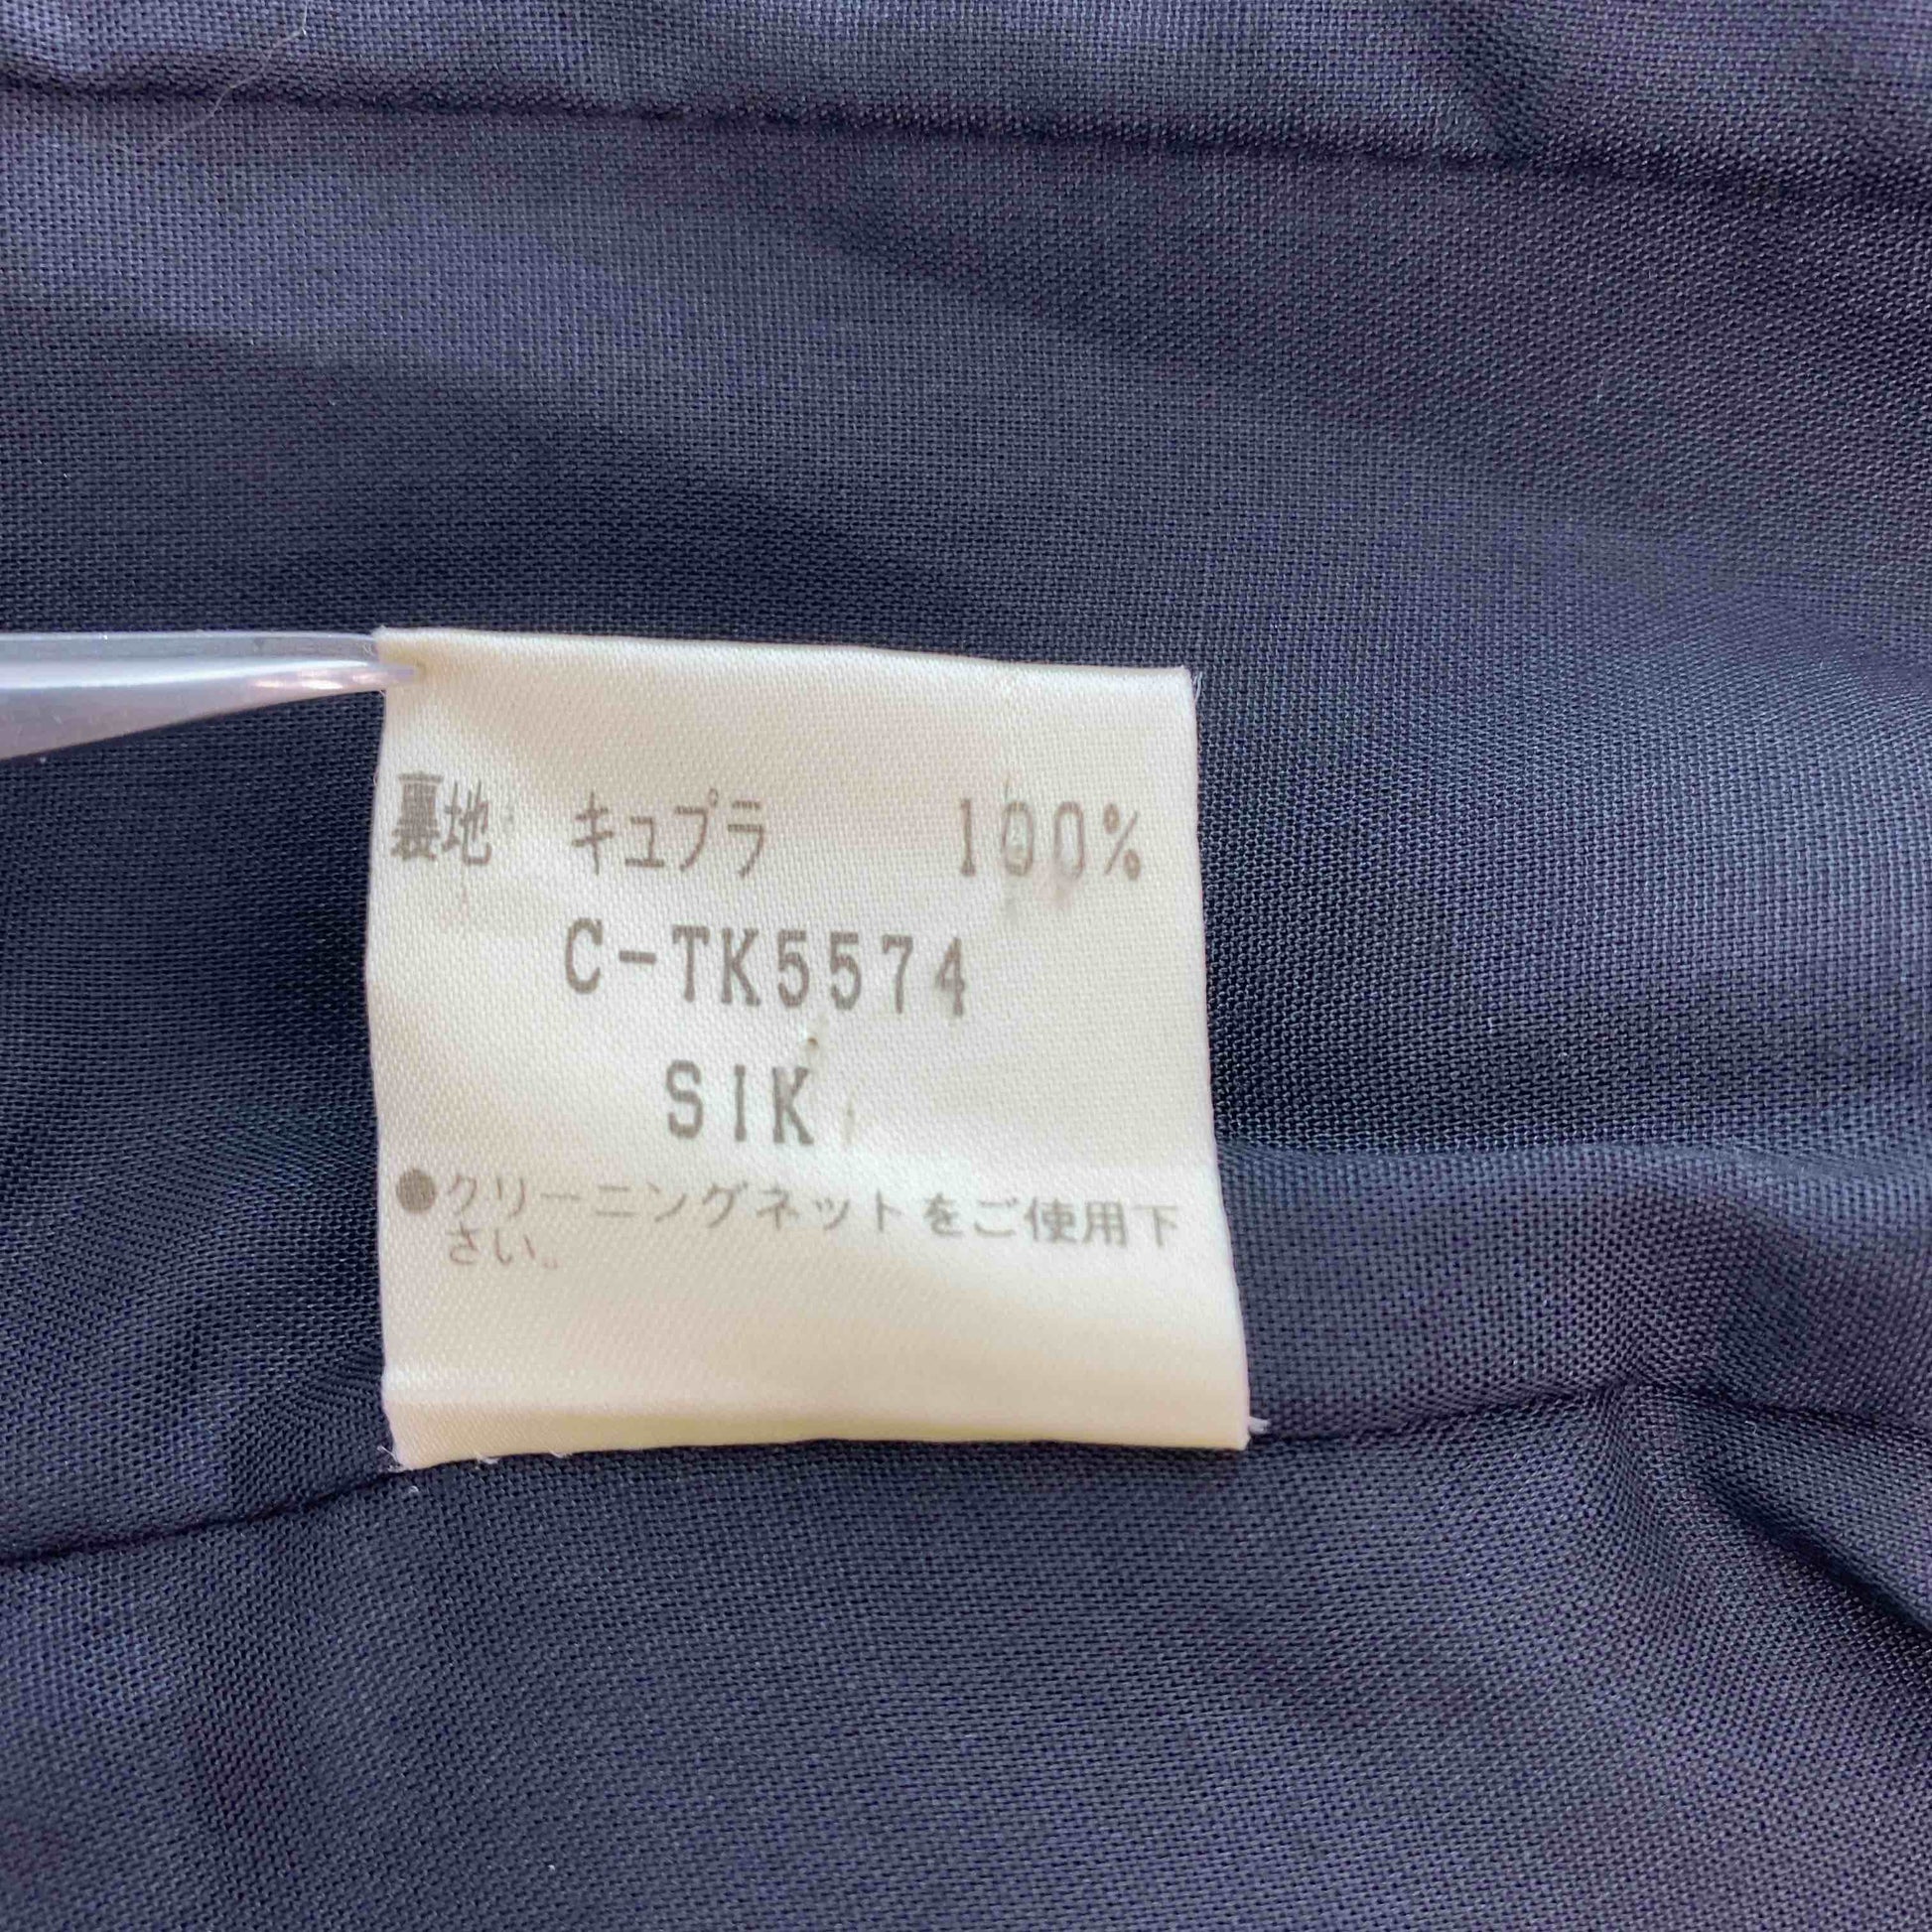 裏地 キュプラ 100%
C-TK5574
SIK
●クリーニングネットをご使用下
さい。